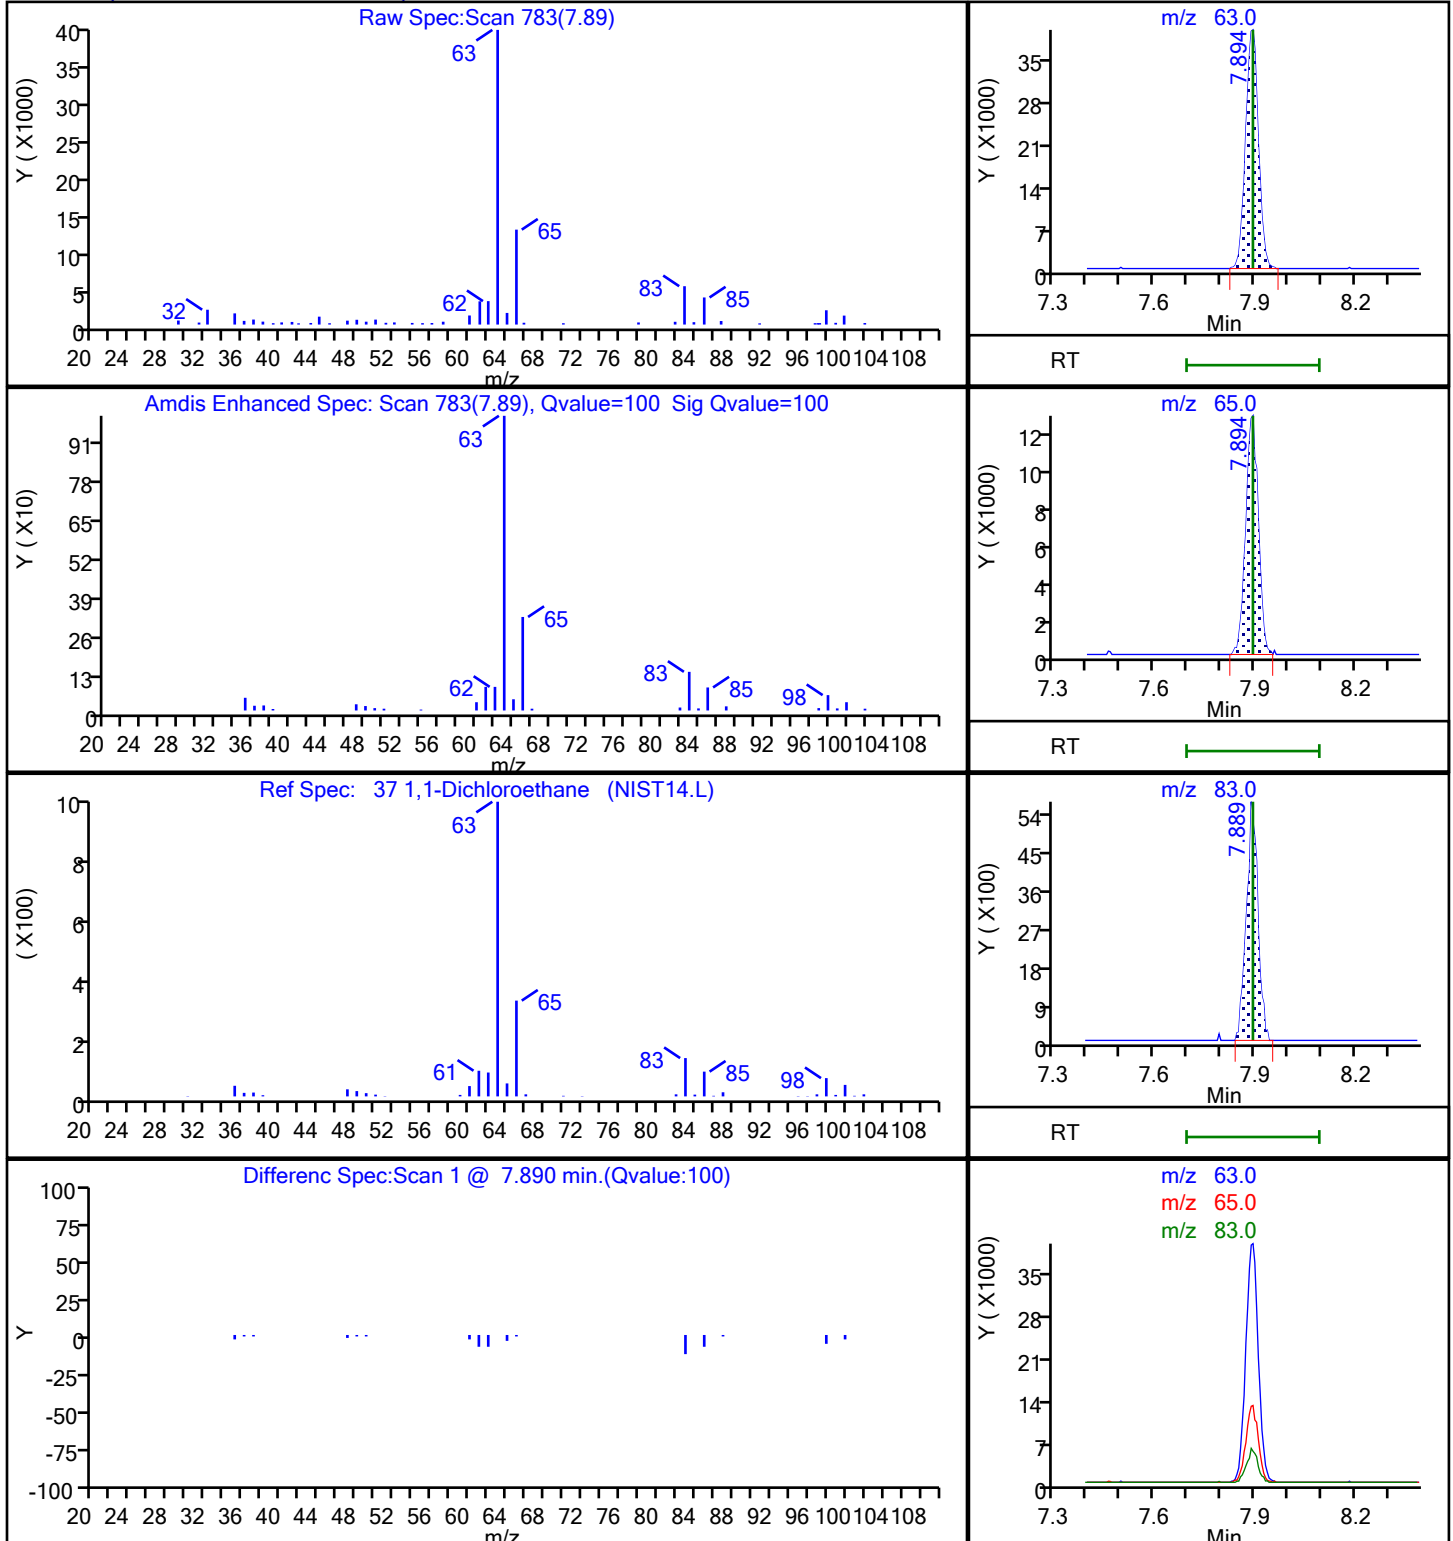 Raw Spec:Scan 783(7.89)
Y ( X1000)
40
35
30
25
20
15
10
5
0
63
65
62
32
83
85
20 24 28 32 36 40 44 48 52 56 60 64 68 72 76 80 84 88 92 96 100 104 108
m/z
m/z 63.0
7.894
Y ( X1000)
35
28
21
14
7
0
7.3 7.6 7.9 8.2
Min
RT
Amdis Enhanced Spec: Scan 783(7.89), Qvalue=100 Sig Qvalue=100
Y ( X10)
91
78
65
52
39
26
13
0
63
65
62
83
85
98
20 24 28 32 36 40 44 48 52 56 60 64 68 72 76 80 84 88 92 96 100 104 108
m/z
m/z 65.0
7.894
Y ( X1000)
12
10
8
6
4
2
0
7.3 7.6 7.9 8.2
Min
RT
Ref Spec: 37 1,1-Dichloroethane (NIST14.L)
( X100)
10
8
6
4
2
0
63
65
61
83
85
98
20 24 28 32 36 40 44 48 52 56 60 64 68 72 76 80 84 88 92 96 100 104 108
m/z 83.0
7.889
Y ( X100)
54
45
36
27
18
9
0
7.3 7.6 7.9 8.2
Min
RT
Differenc Spec:Scan 1 @ 7.890 min.(Qvalue:100)
Y
100
75
50
25
0
-25
-50
-75
-100
20 24 28 32 36 40 44 48 52 56 60 64 68 72 76 80 84 88 92 96 100 104 108
m/z
m/z 63.0
m/z 65.0
m/z 83.0
Y ( X1000)
35
28
21
14
7
0
7.3 7.6 7.9 8.2
Min